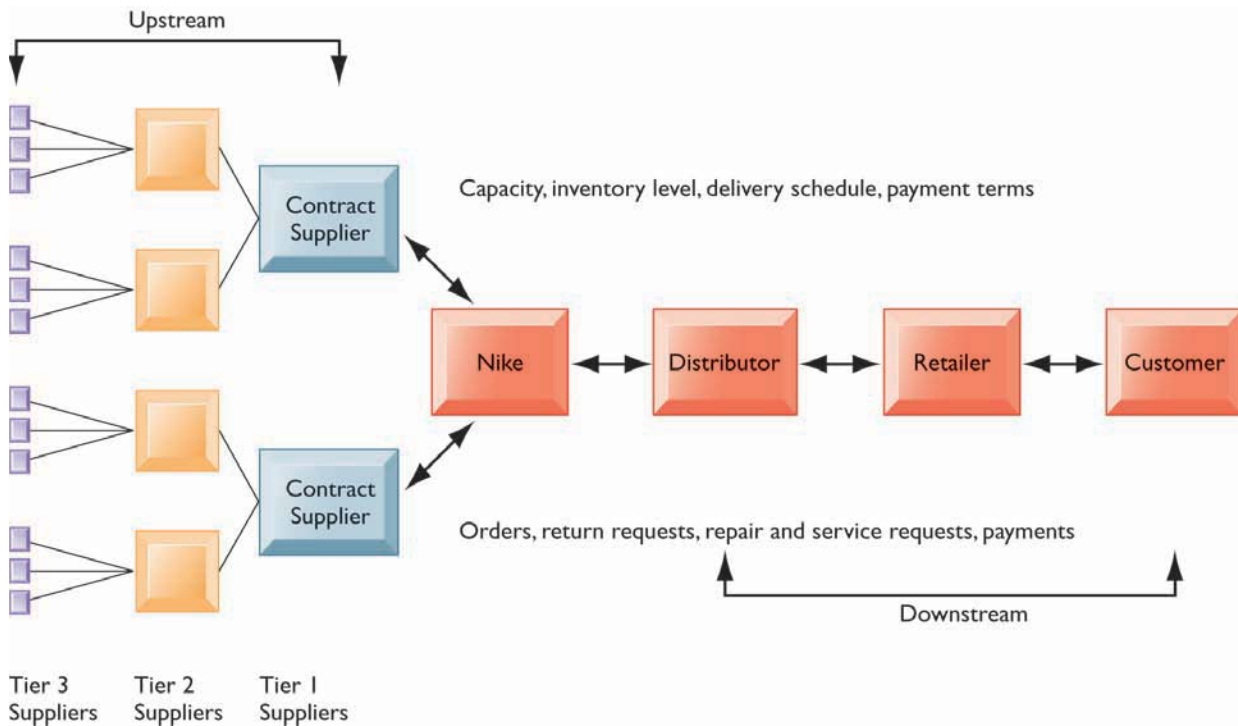 Upstream
Contract
Supplier
Capacity, inventory level, delivery schedule, payment terms
Nike
Distributor
Retailer
Customer
Contract
Supplier
Orders, return requests, repair and service requests, payments
Downstream
Tier 3
Suppliers
Tier 2
Suppliers
Tier 1
Suppliers